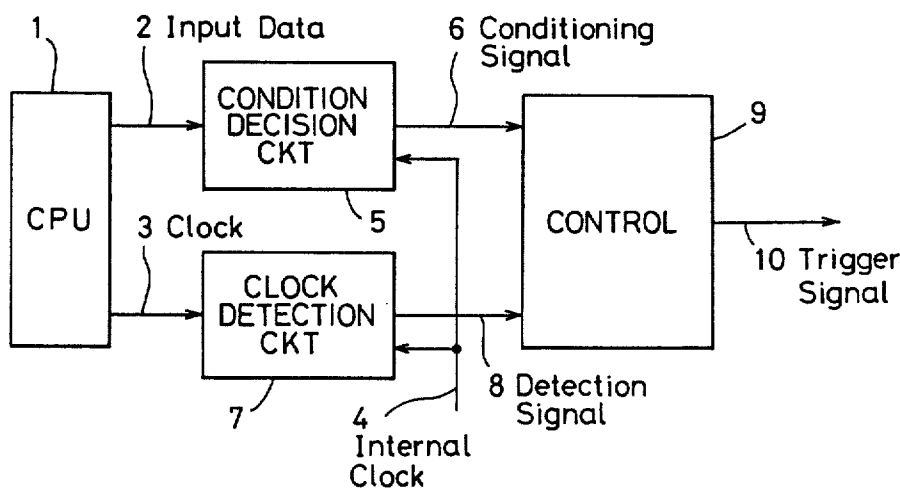 1
2 Input Data
6 Conditioning
Signal
CONDITION
DECISION
CKT
9
CPU
5
CONTROL
3 Clock
10 Trigger
Signal
CLOCK
DETECTION
CKT
7
4
Internal
Clock
8 Detection
Signal